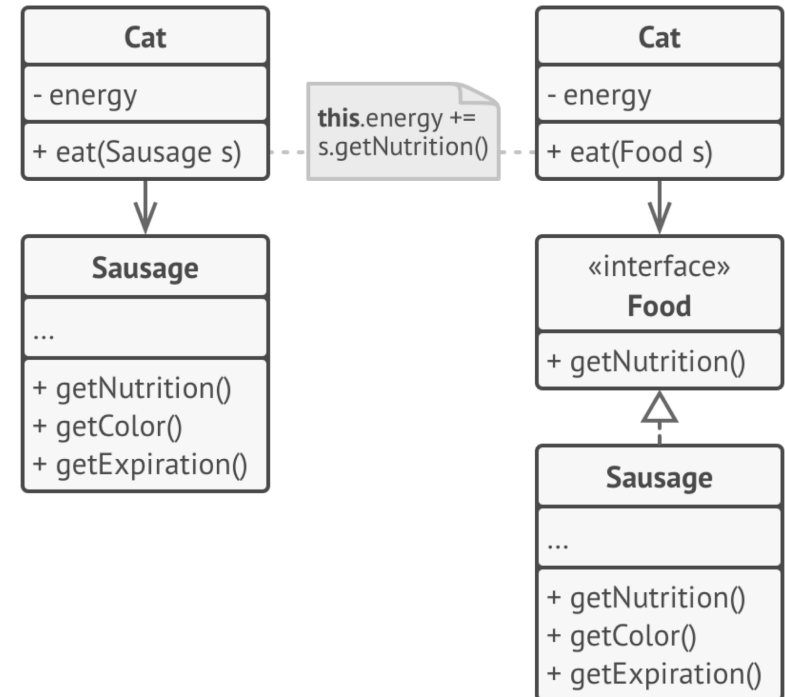 Cat
- energy
+ eat(Sausage s)
Sausage
...
+ getNutrition()
+ getColor()
+ getExpiration()
this.energy +=
s.getNutrition()
Cat
- energy
+ eat(Food s)
«interface»
Food
+ getNutrition()
Sausage
...
+ getNutrition()
+ getColor()
+ getExpiration()